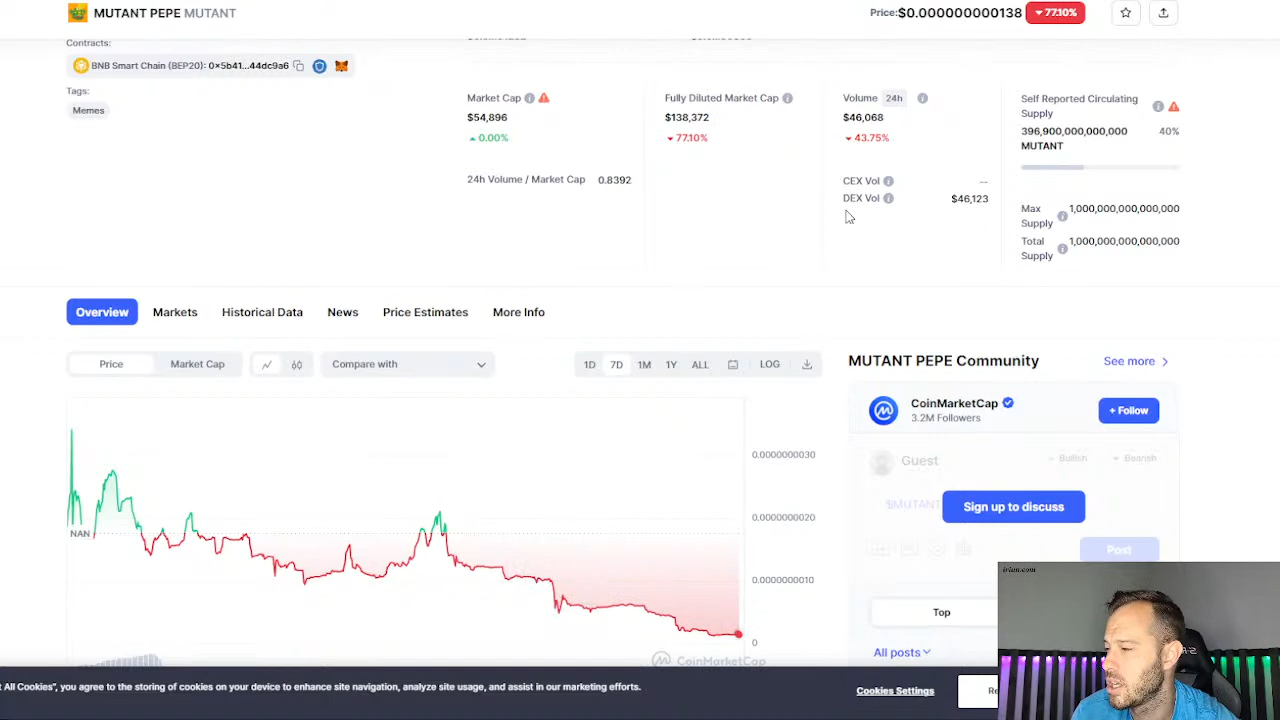 MUTANT PEPE MUTANT
Price:$0.000000000138 77.10%
Contracts:
BNB Smart Chain (BEP20): 0x5b41...44dc9a6
Tags:
Memes
Market Cap
$54,896
0.00%
24h Volume / Market Cap 0.8392
Fully Diluted Market Cap
$138,372
77.10%
Volume 24h
$46,068
43.75%
CEX Vol --
DEX Vol $46,123
Self Reported Circulating
Supply
396,900,000,000,000 40%
MUTANT
Max 1,000,000,000,000,000
Supply
Total 1,000,000,000,000,000
Supply
Overview Markets Historical Data News Price Estimates More Info
Price Market Cap Compare with 1D 7D 1M 1Y ALL LOG
0.0000000030
0.0000000020
0.0000000010
0
NAN
CoinMarketCap
MUTANT PEPE Community See more
CoinMarketCap
3.2M Followers
+ Follow
Guest Bullish Bearish
$MUTANT
Sign up to discuss
Post
Top
All posts
t All Cookies", you agree to the storing of cookies on your device to enhance site navigation, analyze site usage, and assist in our marketing efforts.
Cookies Settings
Re